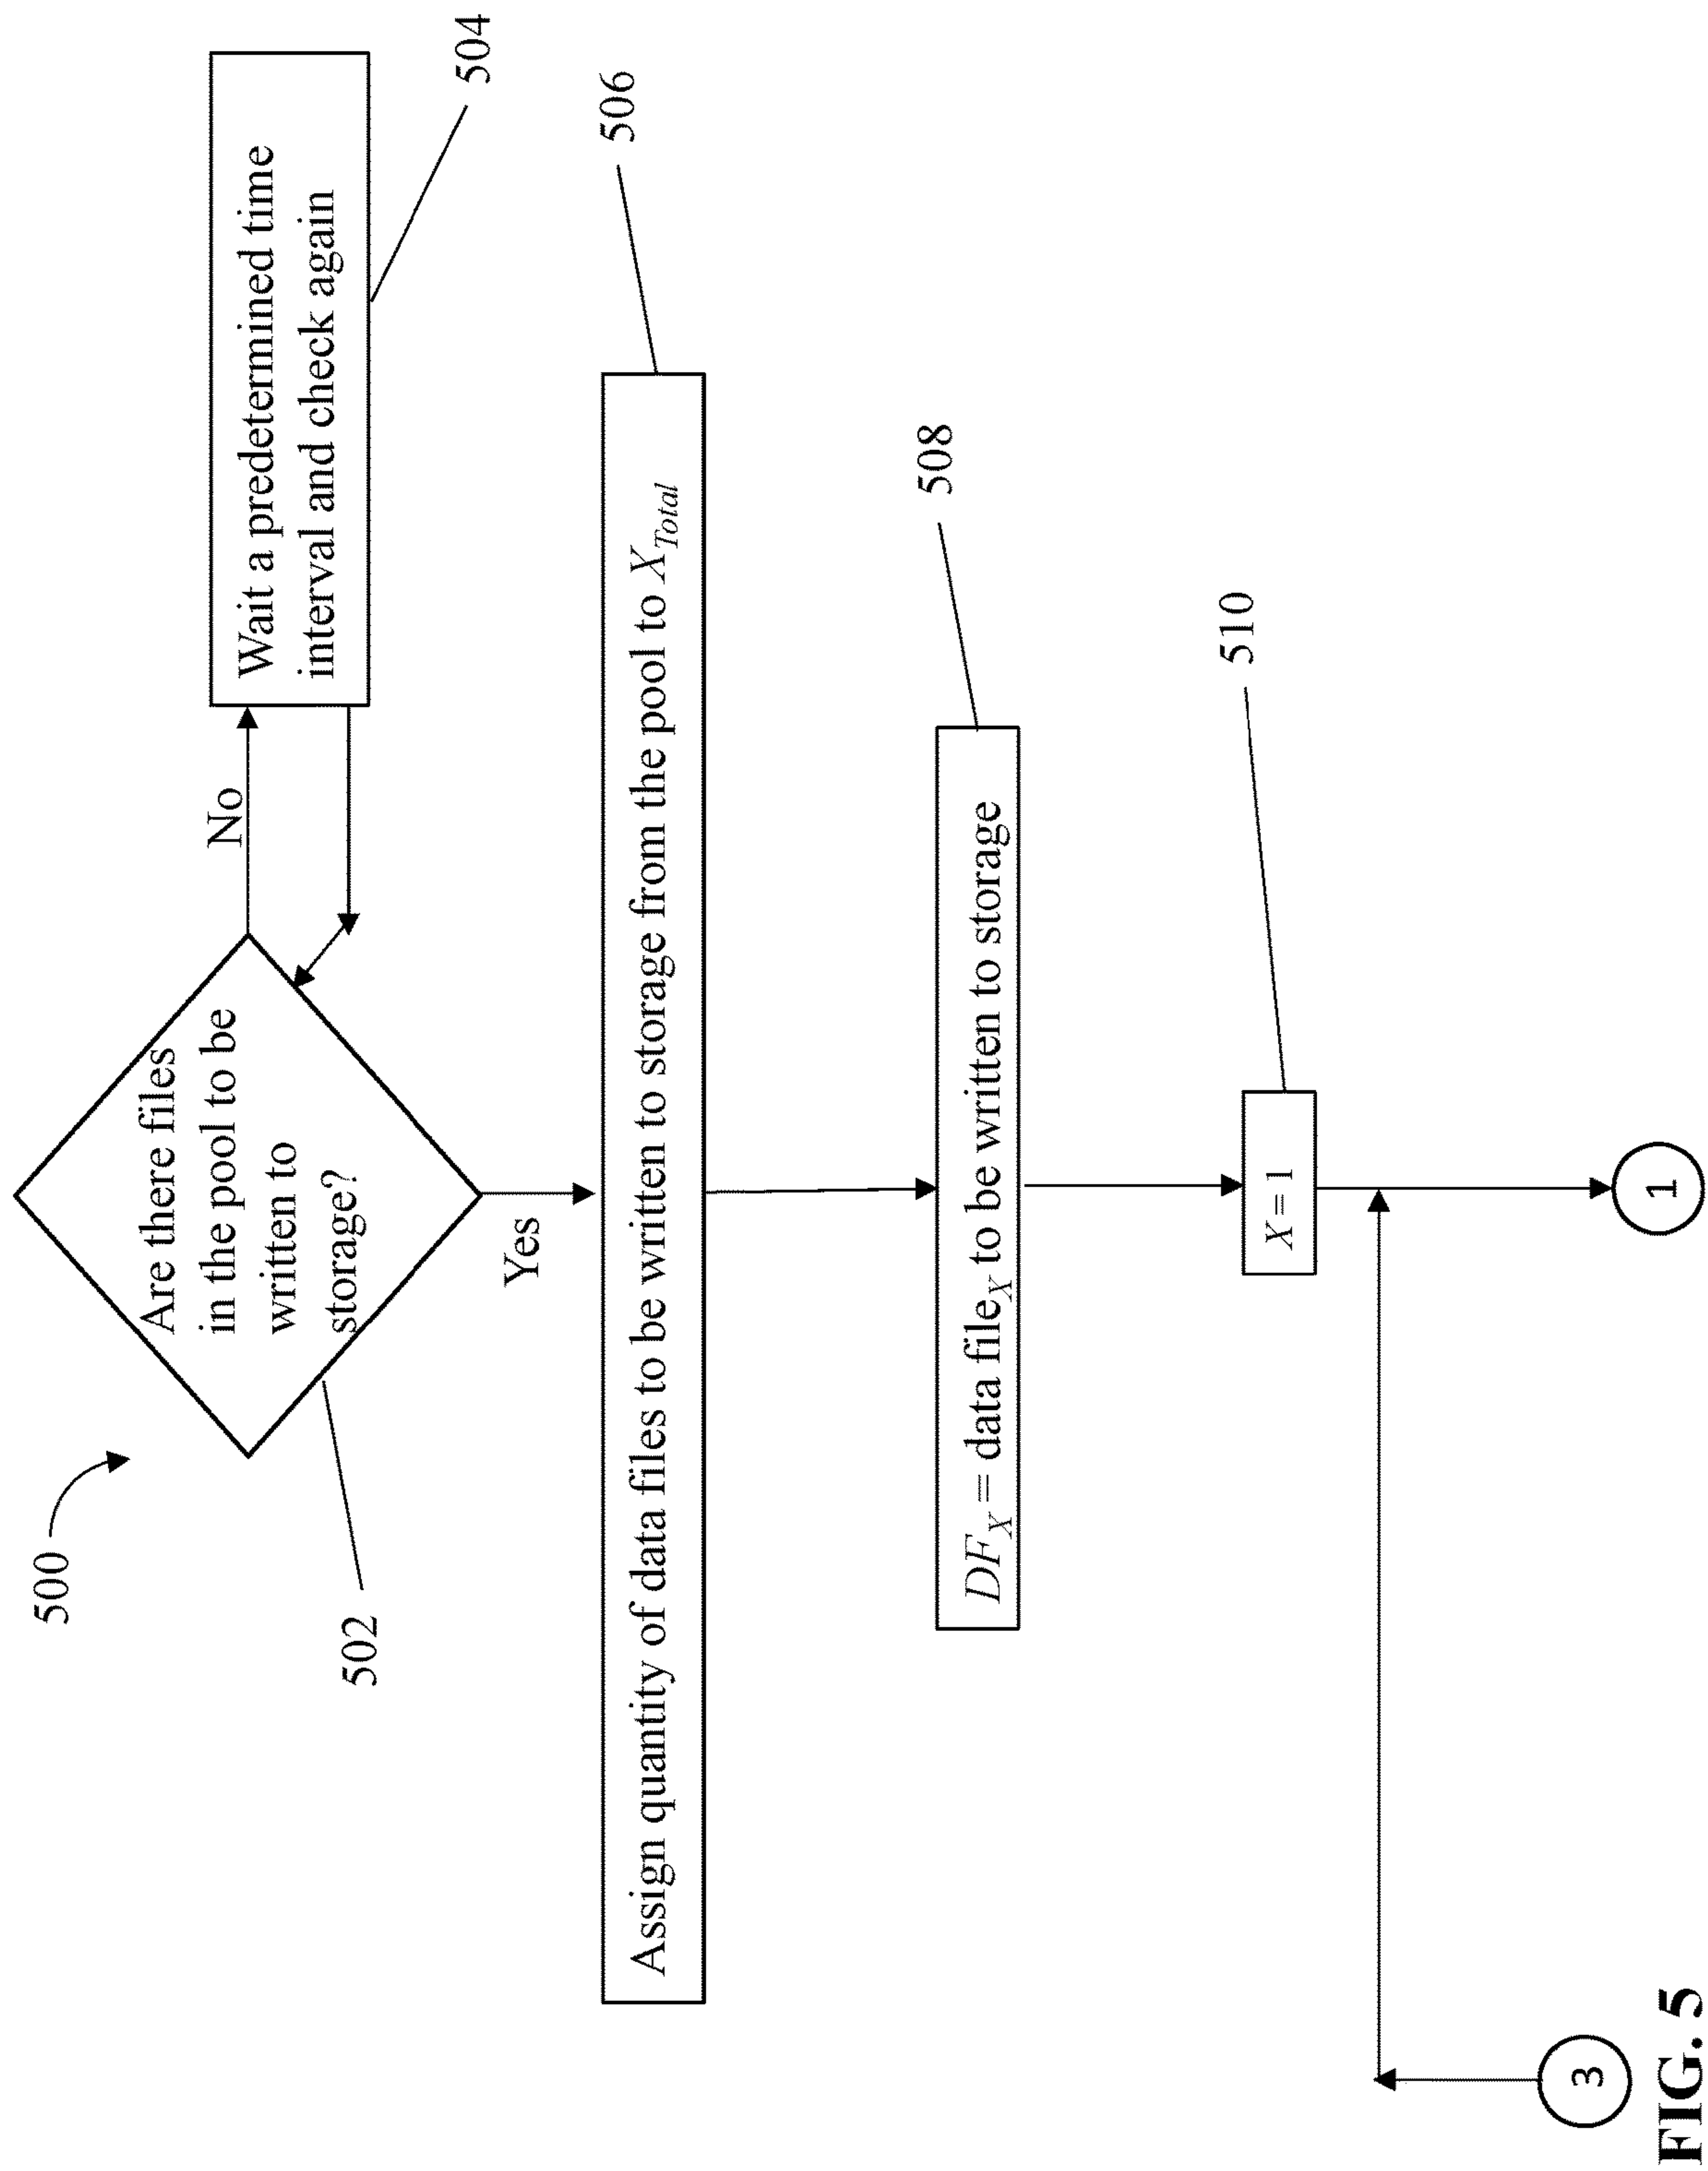 500
Are there files
in the pool to be
written to
storage?
502
No
Wait a predetermined time
interval and check again
504
Yes
Assign quantity of data files to be written to storage from the pool to X_Total
506
DF_X = data file_X to be written to storage
508
X = 1
510
3
1
FIG. 5